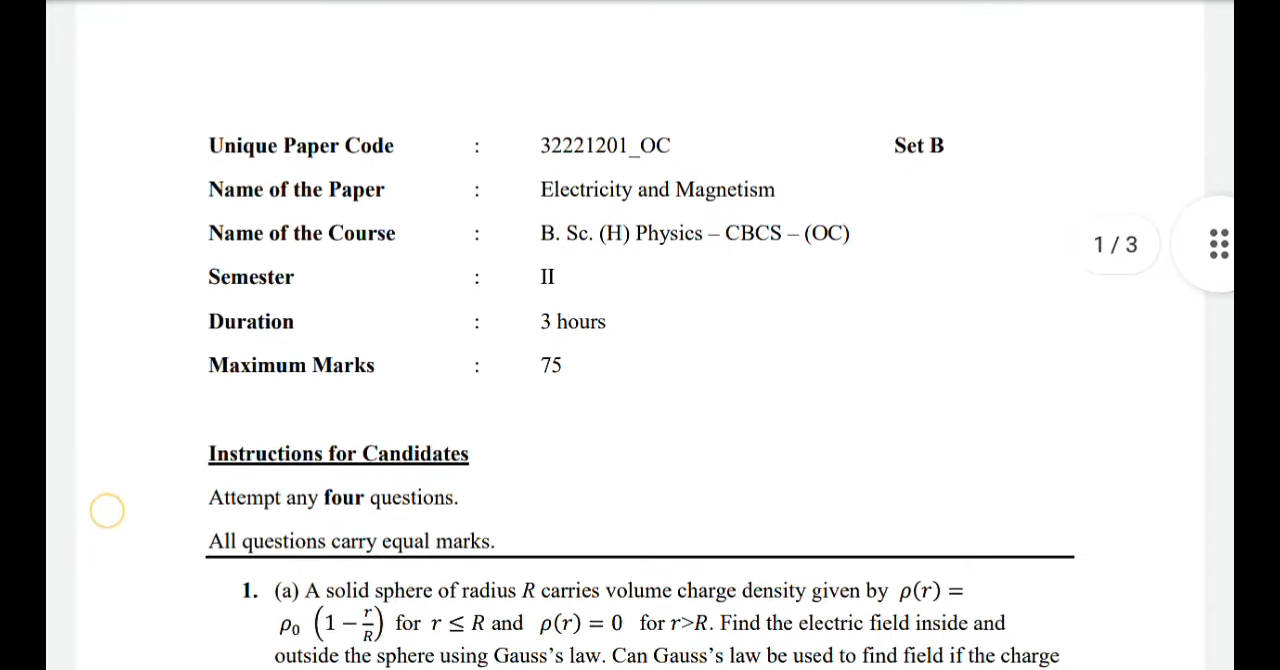 Unique Paper Code : 32221201_OC Set B
Name of the Paper : Electricity and Magnetism
Name of the Course : B. Sc. (H) Physics – CBCS – (OC)
1 / 3
Semester : II
Duration : 3 hours
Maximum Marks : 75
Instructions for Candidates
Attempt any four questions.
All questions carry equal marks.
1. (a) A solid sphere of radius R carries volume charge density given by ρ(r) =
ρ₀ (1 − r/R) for r ≤ R and ρ(r) = 0 for r>R. Find the electric field inside and
outside the sphere using Gauss’s law. Can Gauss’s law be used to find field if the charge